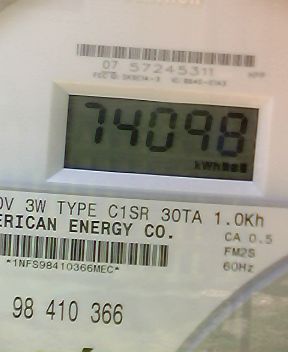 07 57245311
74098
kWh
0V 3W TYPE C1SR 30TA 1.0Kh
ERICAN ENERGY CO.
CA 0.5
FM2S
60Hz
*1NFS98410366MEC*
98 410 366